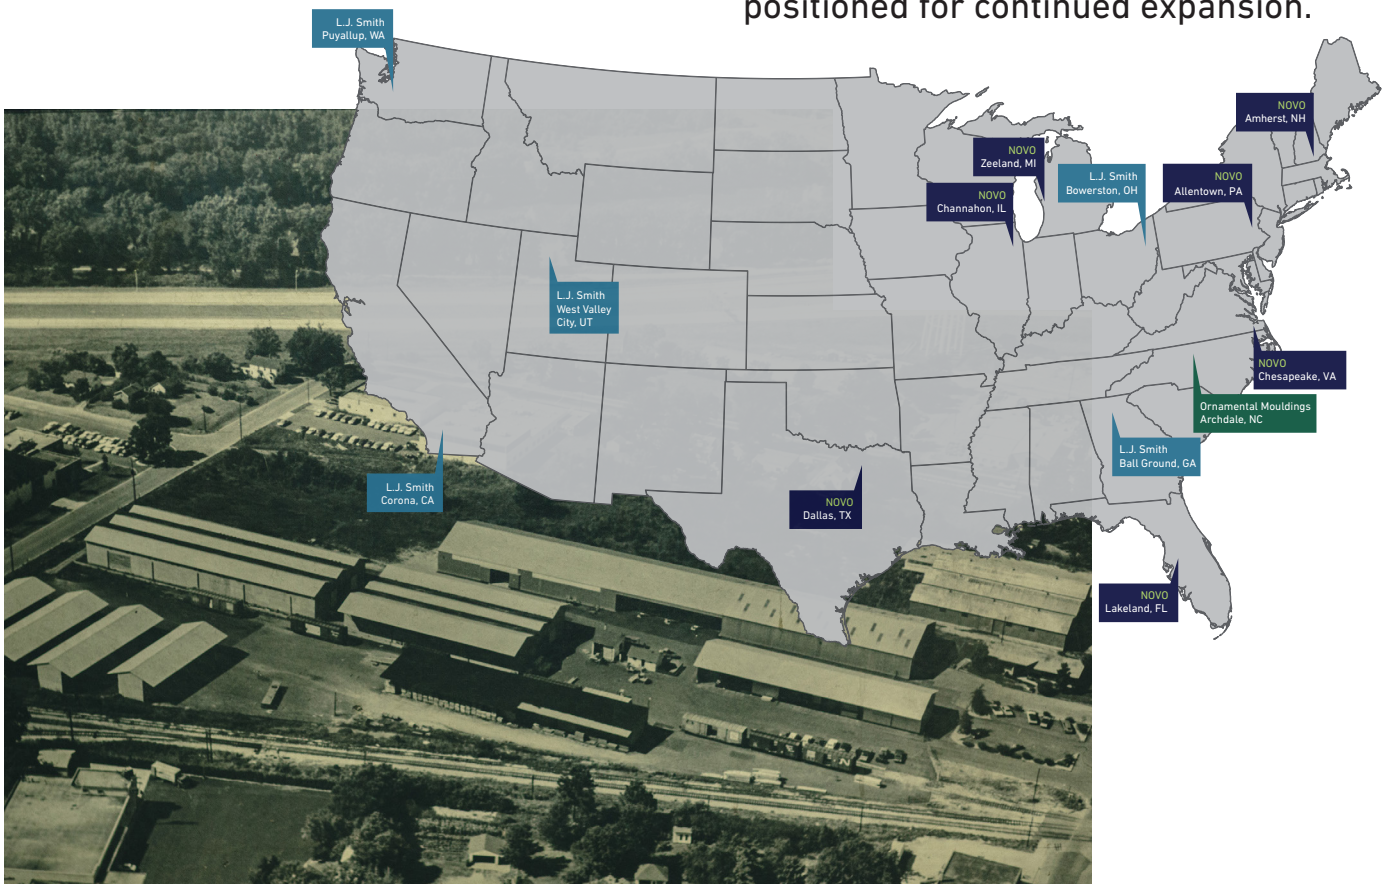 positioned for continued expansion.
L.J. Smith
Puyallup, WA
NOVO
Amherst, NH
NOVO
Zeeland, MI
L.J. Smith
Bowerston, OH
NOVO
Allentown, PA
NOVO
Channahon, IL
L.J. Smith
West Valley
City, UT
NOVO
Chesapeake, VA
Ornamental Mouldings
Archdale, NC
L.J. Smith
Ball Ground, GA
L.J. Smith
Corona, CA
NOVO
Dallas, TX
NOVO
Lakeland, FL